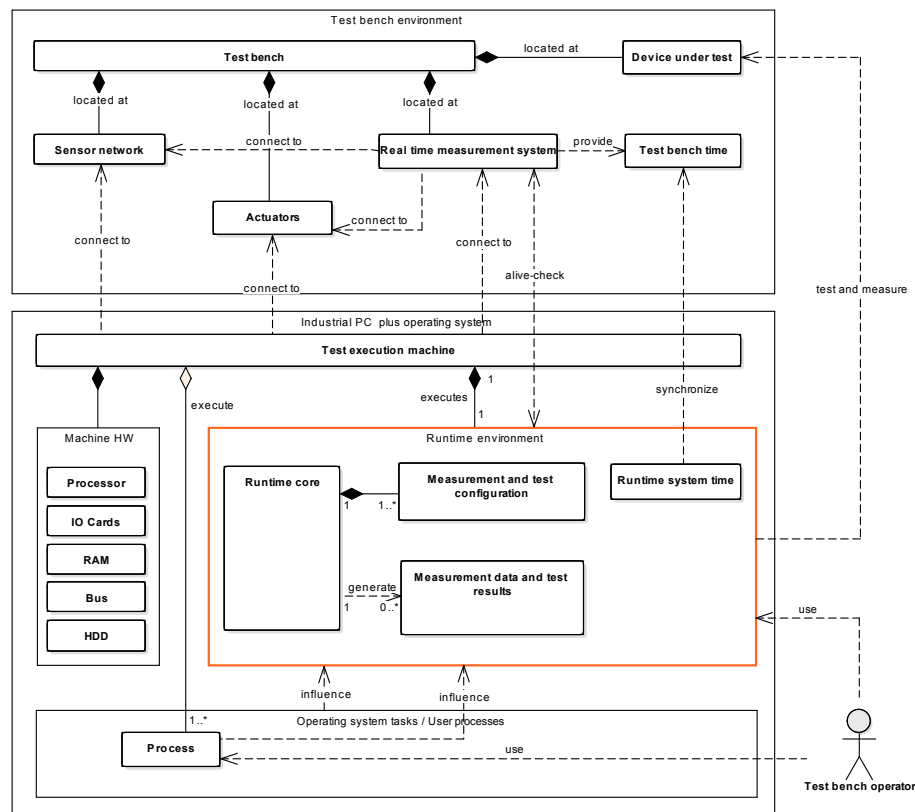 Test bench environment
Test bench
located at
Device under test
located at
located at
located at
Sensor network
connect to
Real time measurement system
provide
Test bench time
Actuators
connect to
connect to
connect to
connect to
alive-check
test and measure
Industrial PC plus operating system
Test execution machine
execute
executes
1
1
synchronize
Machine HW
Runtime environment
Processor
IO Cards
RAM
Bus
HDD
Runtime core
1
1..*
Measurement and test
configuration
Runtime system time
generate
1
0..*
Measurement data and test
results
use
influence
influence
1..*
Operating system tasks / User processes
Process
use
Test bench operator